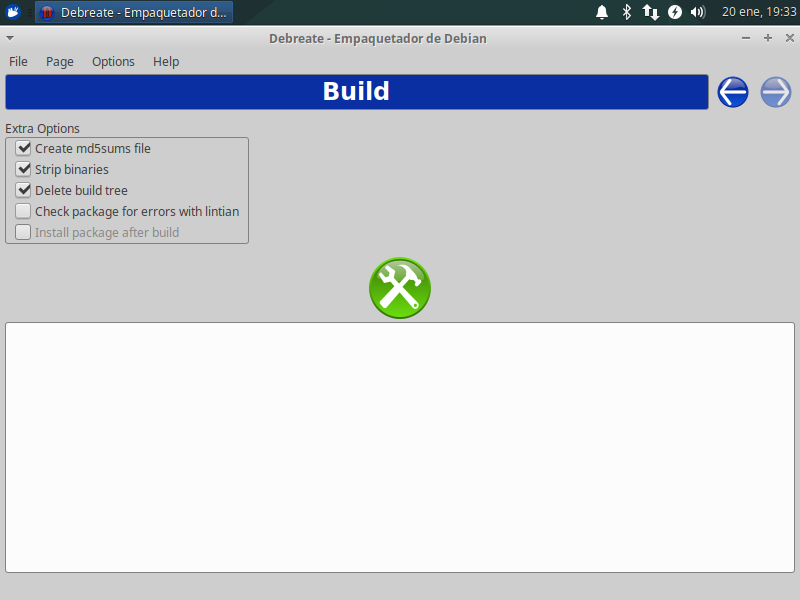 Debreate - Empaquetador d...
20 ene, 19:33
Debreate - Empaquetador de Debian
File Page Options Help
Build
Extra Options
Create md5sums file
Strip binaries
Delete build tree
Check package for errors with lintian
Install package after build